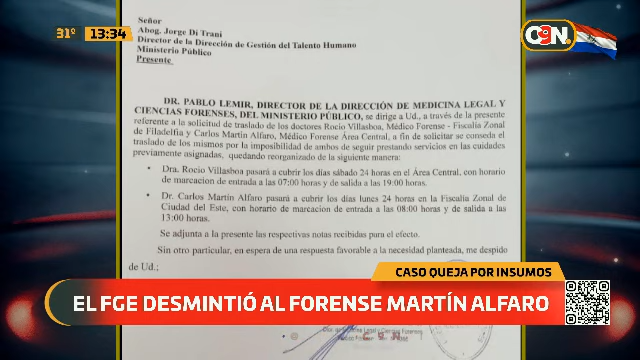 31º 13:34
C9N.
Señor
Abog. Jorge Di Trani
Director de la Dirección de Gestión del Talento Humano
Ministerio Público
Presente
DR. PABLO LEMIR, DIRECTOR DE LA DIRECCIÓN DE MEDICINA LEGAL Y
CIENCIAS FORENSES, DEL MINISTERIO PÚBLICO, se dirige a Ud., a través de la presente
referente a la solicitud de traslado de los doctores Rocio Villasboa, Médico Forense - Fiscalía Zonal
de Filadelfia y Carlos Martin Alfaro, Médico Forense Área Central, a fin de solicitar se conseda el
traslado de los mismos por la imposibilidad de ambos de seguir prestando servicios en las cuidades
previamente asignadas, quedando reorganizado de la siguiente manera:
• Dra. Rocio Villasboa pasará a cubrir los días sábado 24 horas en el Área Central, con horario
de marcacion de entrada a las 07:00 horas y de salida a las 19:00 horas.
• Dr. Carlos Martin Alfaro pasará a cubrir los días lunes 24 horas en la Fiscalía Zonal de
Ciudad del Este, con horario de marcacion de entrada a las 08:00 horas y de salida a las
13:00 horas.
Se adjunta a la presente las respectivas notas recibidas para el efecto.
Sin otro particular, en espera de una respuesta favorable a la necesidad planteada, me despido
de Ud.;
CASO QUEJA POR INSUMOS
EL FGE DESMINTIÓ AL FORENSE MARTÍN ALFARO